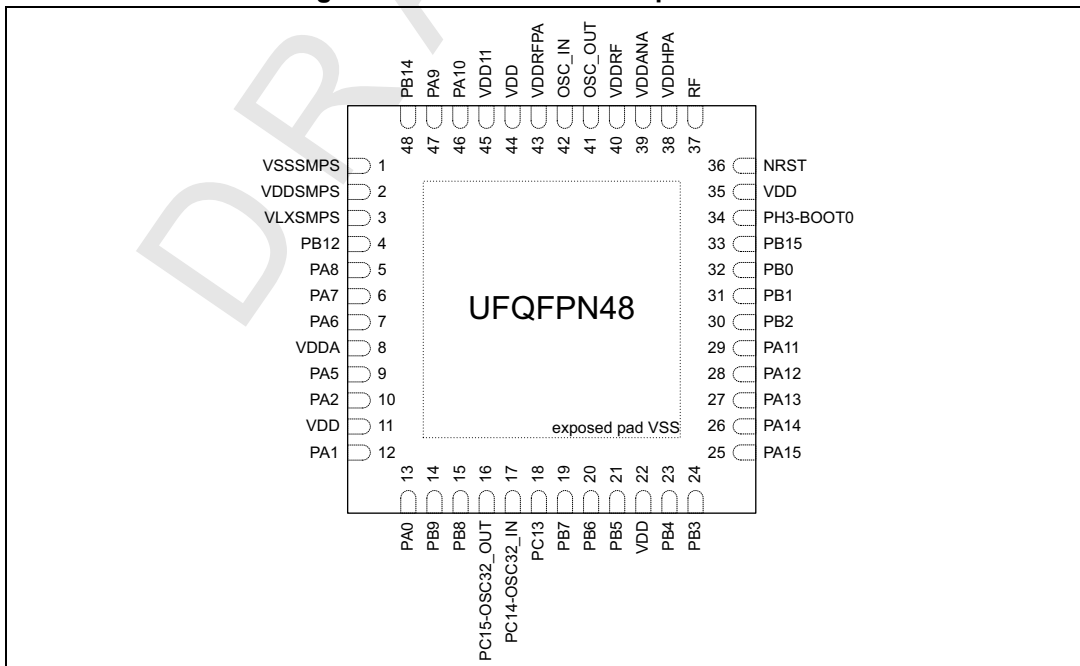 PB14
PA9
PA10
VDD11
VDD
VDDRFPA
OSC_IN
OSC_OUT
VDDRF
VDDANA
VDDHPA
RF
48
47
46
45
44
43
42
41
40
39
38
37
VSSSMPS 1
VDDSMPS 2
VLXSMPS 3
PB12 4
PA8 5
PA7 6
PA6 7
VDDA 8
PA5 9
PA2 10
VDD 11
PA1 12
UFQFPN48
exposed pad VSS
36 NRST
35 VDD
34 PH3-BOOT0
33 PB15
32 PB0
31 PB1
30 PB2
29 PA11
28 PA12
27 PA13
26 PA14
25 PA15
13
14
15
16
17
18
19
20
21
22
23
24
PA0
PB9
PB8
PC15-OSC32_OUT
PC14-OSC32_IN
PC13
PB7
PB6
PB5
VDD
PB4
PB3